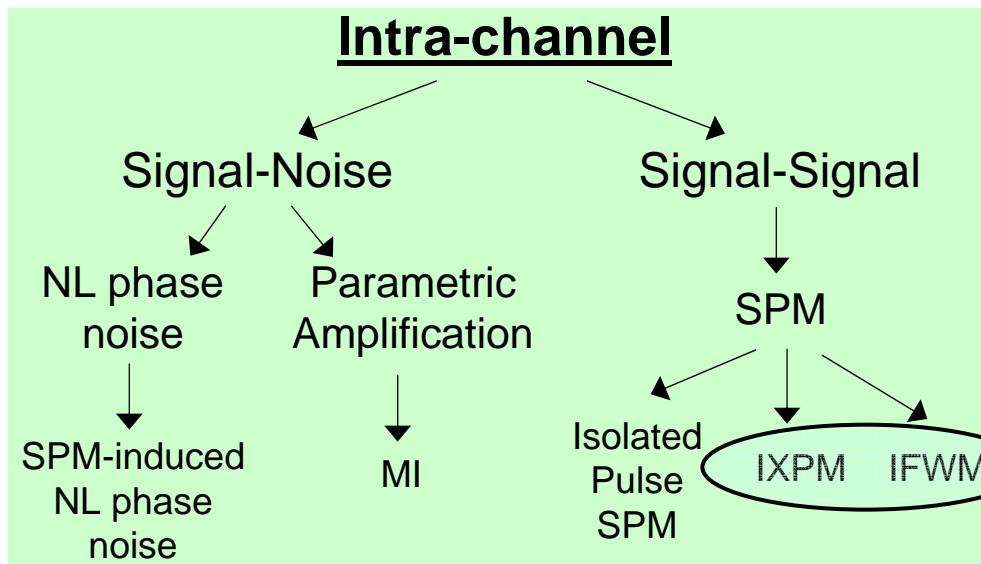 Intra-channel
Signal-Noise
Signal-Signal
NL phase
noise
Parametric
Amplification
SPM
SPM-induced
NL phase
noise
MI
Isolated
Pulse
SPM
IXPM
IFWM